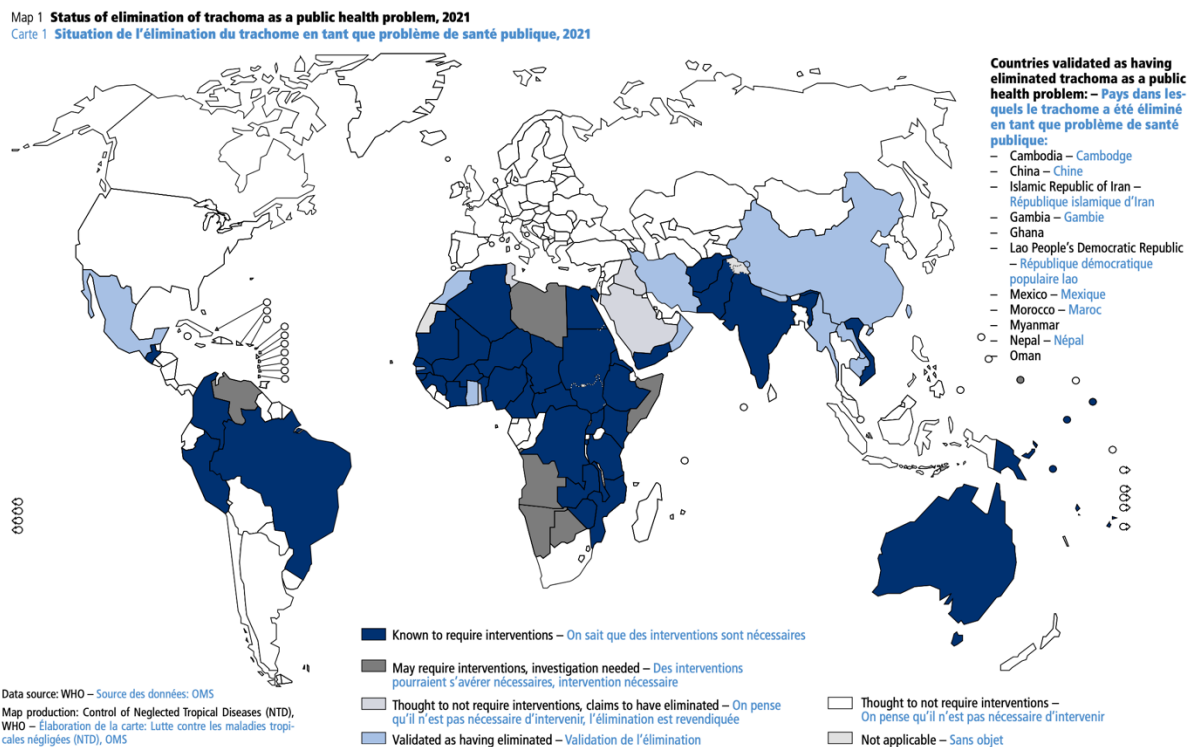 Map 1 Status of elimination of trachoma as a public health problem, 2021
Carte 1 Situation de l'élimination du trachome en tant que problème de santé publique, 2021
Countries validated as having
eliminated trachoma as a public
health problem: – Pays dans les-
quels le trachome a été éliminé
en tant que problème de santé
publique:
– Cambodia – Cambodge
– China – Chine
– Islamic Republic of Iran –
République islamique d'Iran
– Gambia – Gambie
– Ghana
– Lao People's Democratic Republic
– République démocratique
populaire lao
– Mexico – Mexique
– Morocco – Maroc
– Myanmar
– Nepal – Népal
– Oman
Known to require interventions – On sait que des interventions sont nécessaires
May require interventions, investigation needed – Des interventions
pourraient s'avérer nécessaires, intervention nécessaire
Thought to not require interventions, claims to have eliminated – On pense
qu'il n'est pas nécessaire d'intervenir, l'élimination est revendiquée
Validated as having eliminated – Validation de l'élimination
Thought to not require interventions –
On pense qu'il n'est pas nécessaire d'intervenir
Not applicable – Sans objet
Data source: WHO – Source des données: OMS
Map production: Control of Neglected Tropical Diseases (NTD),
WHO – Élaboration de la carte: Lutte contre les maladies tropi-
cales négligées (NTD), OMS